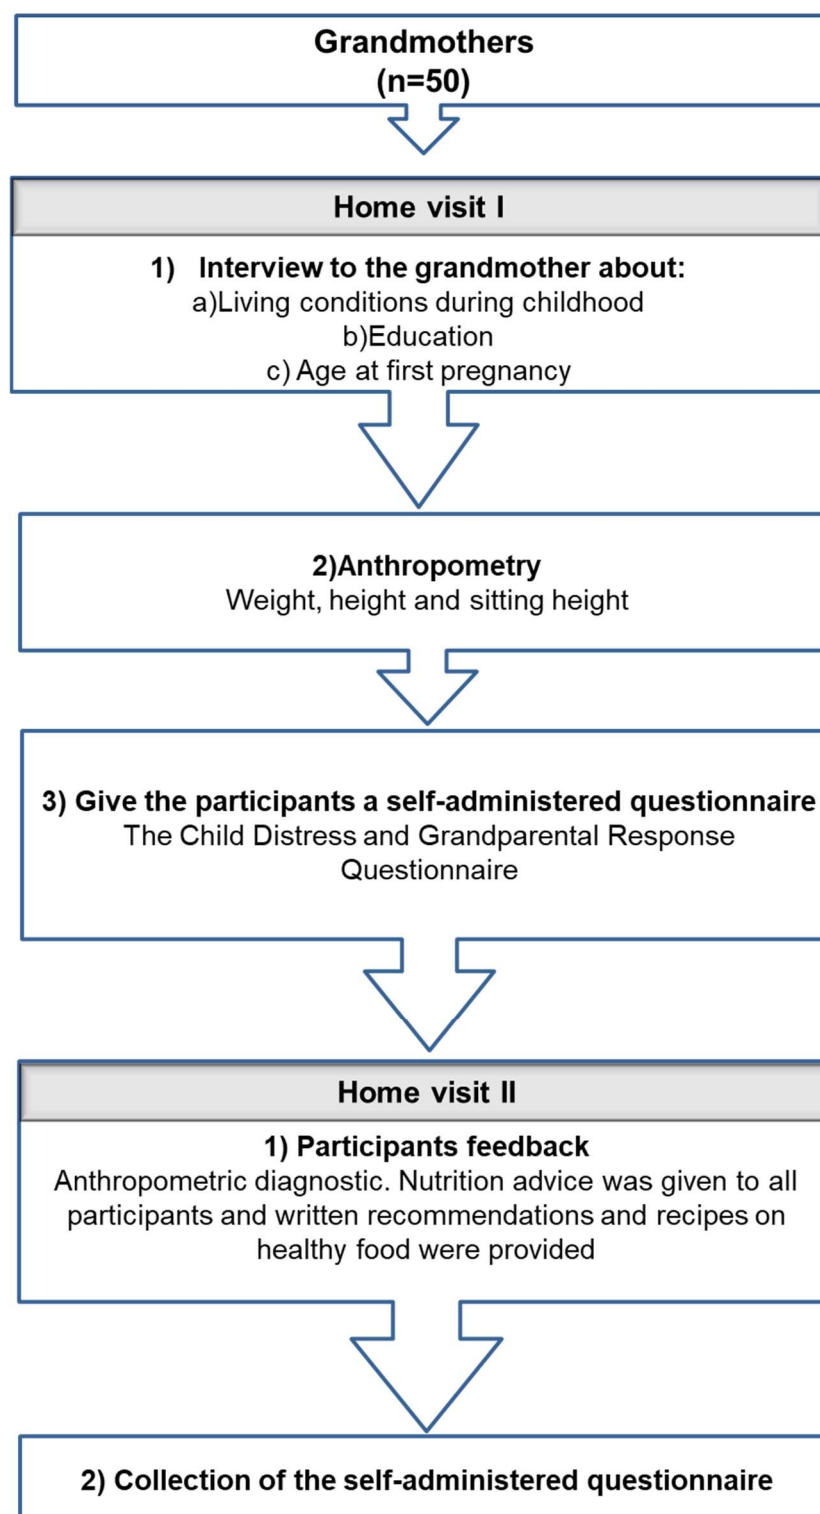 Grandmothers
(n=50)
Home visit I
1) Interview to the grandmother about:
a)Living conditions during childhood
b)Education
c) Age at first pregnancy
2)Anthropometry
Weight, height and sitting height
3) Give the participants a self-administered questionnaire
The Child Distress and Grandparental Response
Questionnaire
Home visit II
1) Participants feedback
Anthropometric diagnostic. Nutrition advice was given to all
participants and written recommendations and recipes on
healthy food were provided
2) Collection of the self-administered questionnaire